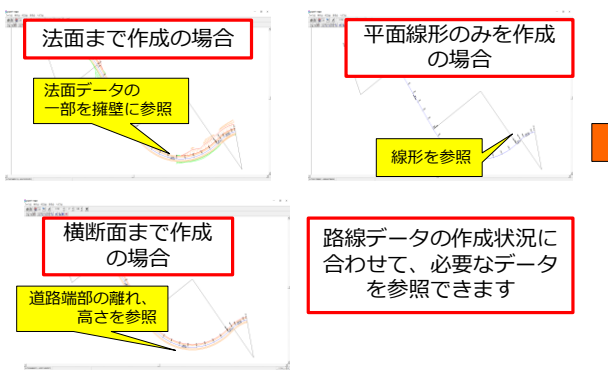 法面まで作成の場合
法面データの
一部を擁壁に参照
平面線形のみを作成
の場合
線形を参照
横断面まで作成
の場合
道路端部の離れ、
高さを参照
路線データの作成状況に
合わせて、必要なデータ
を参照できます